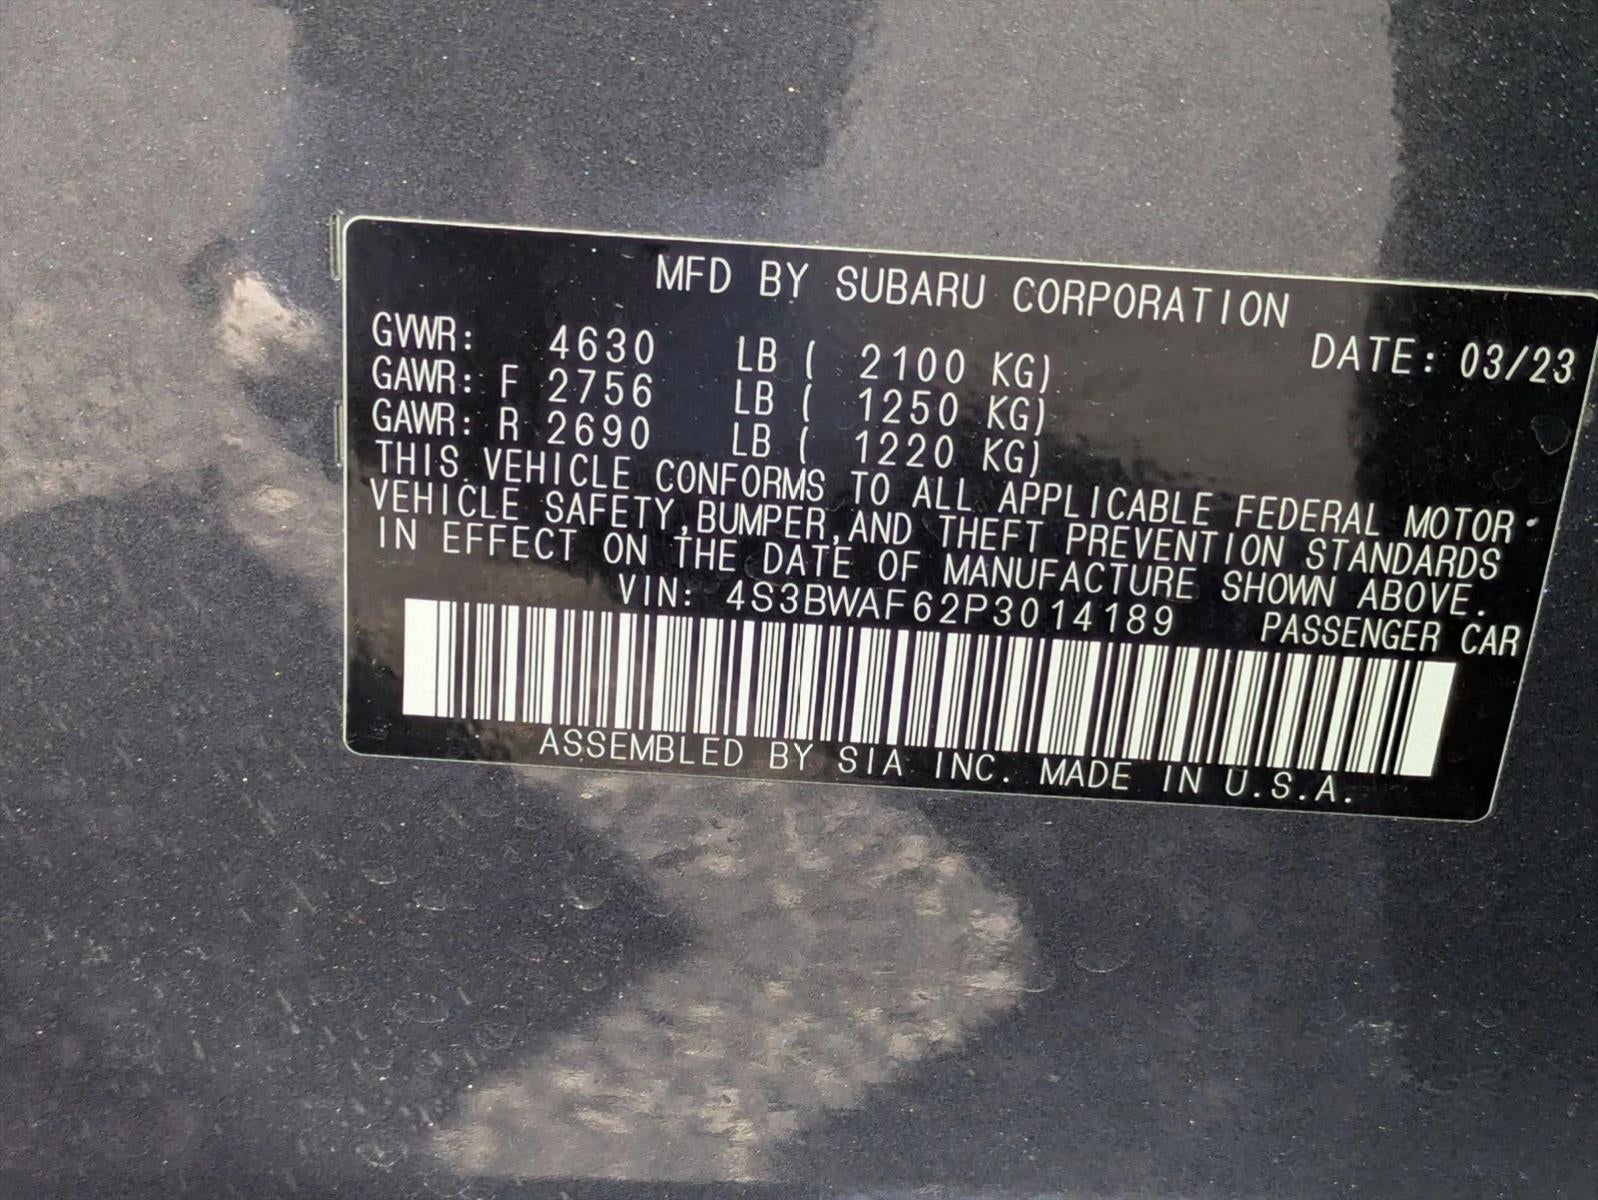 MFD BY SUBARU CORPORATION
GVWR: 4630 LB ( 2100 KG) DATE: 03/23
GAWR: F 2756 LB ( 1250 KG)
GAWR: R 2690 LB ( 1220 KG)
THIS VEHICLE CONFORMS TO ALL APPLICABLE FEDERAL MOTOR
VEHICLE SAFETY,BUMPER,AND THEFT PREVENTION STANDARDS
IN EFFECT ON THE DATE OF MANUFACTURE SHOWN ABOVE.
VIN: 4S3BWAF62P3014189 PASSENGER CAR
ASSEMBLED BY SIA INC. MADE IN U.S.A.